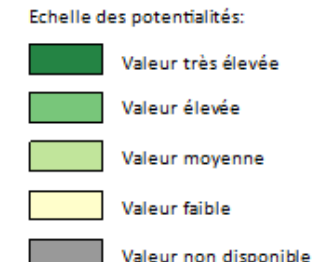 Echelle des potentialités:
Valeur très élevée
Valeur élevée
Valeur moyenne
Valeur faible
Valeur non disponible